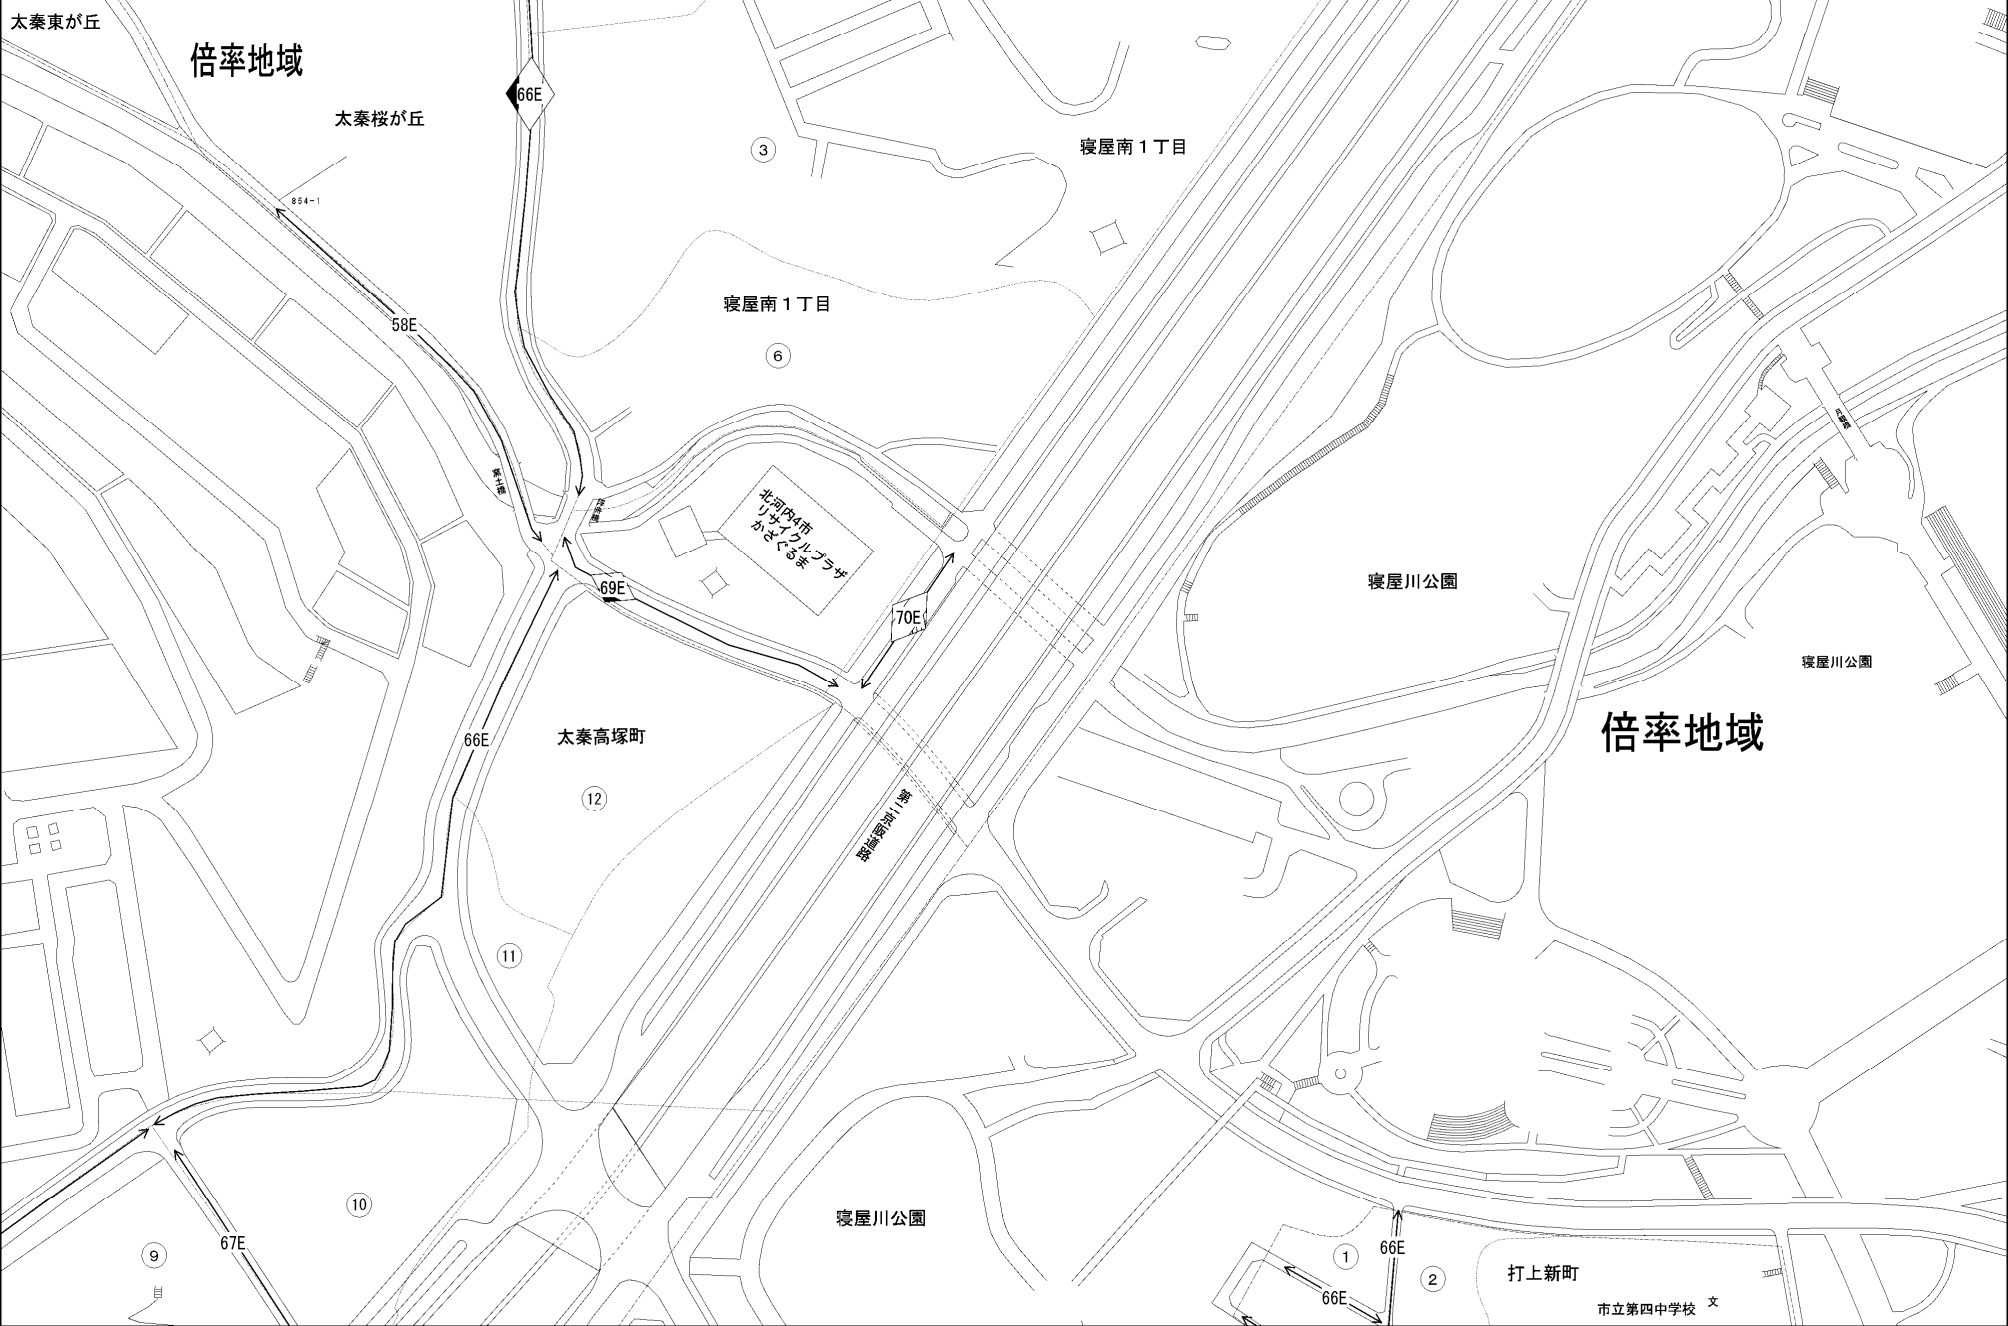 太秦東が丘
倍率地域
太秦桜が丘
854-1
66E
3
寝屋南1丁目
寝屋南1丁目
6
58E
北河内4市
リサイクルプラザ
かざぐるま
69E
70E
寝屋川公園
寝屋川公園
倍率地域
66E
太秦高塚町
12
第二京阪道路
11
10
9
67E
寝屋川公園
1
66E
2
打上新町
66E
市立第四中学校
文